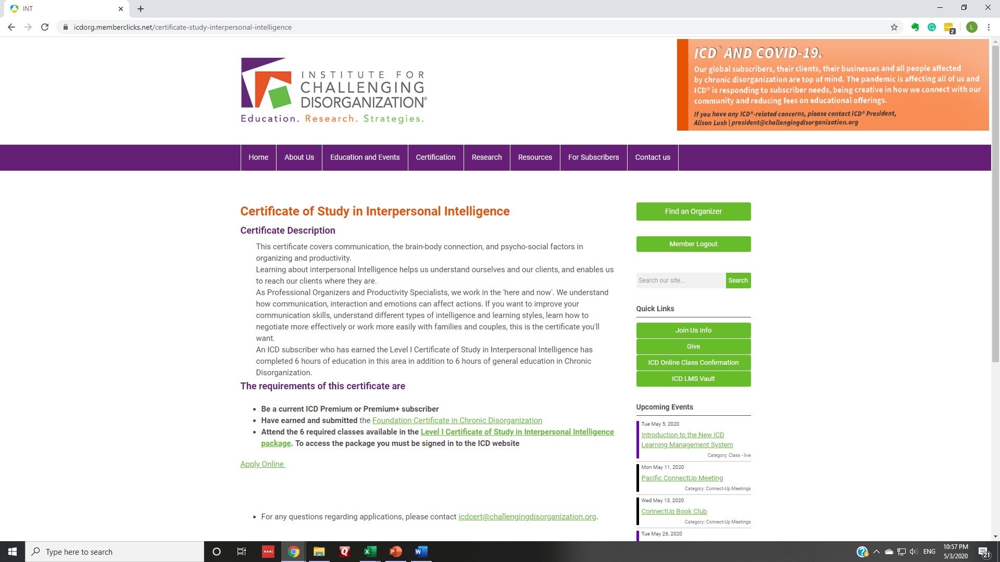 INT
icdorg.memberclicks.net/certificate-study-interpersonal-intelligence
2
L
INSTITUTE FOR
CHALLENGING
DISORGANIZATION®
Education. Research. Strategies.
ICD® AND COVID-19.
Our global subscribers, their clients, their businesses and all people affected
by chronic disorganization are top of mind. The pandemic is affecting all of us and
ICD® is responding to subscriber needs, being creative in how we connect with our
community and reducing fees on educational offerings.
If you have any ICD®-related concerns, please contact ICD® President,
Alison Lush | president@challengingdisorganization.org
Home
About Us
Education and Events
Certification
Research
Resources
For Subscribers
Contact us
Certificate of Study in Interpersonal Intelligence
Certificate Description
This certificate covers communication, the brain-body connection, and psycho-social factors in
organizing and productivity.
Learning about interpersonal Intelligence helps us understand ourselves and our clients, and enables us
to reach our clients where they are.
As Professional Organizers and Productivity Specialists, we work in the 'here and now'. We understand
how communication, interaction and emotions can affect actions. If you want to improve your
communication skills, understand different types of intelligence and learning styles, learn how to
negotiate more effectively or work more easily with families and couples, this is the certificate you'll
want.
An ICD subscriber who has earned the Level I Certificate of Study in Interpersonal Intelligence has
completed 6 hours of education in this area in addition to 6 hours of general education in Chronic
Disorganization.
The requirements of this certificate are
• Be a current ICD Premium or Premium+ subscriber
• Have earned and submitted the Foundation Certificate in Chronic Disorganization
• Attend the 6 required classes available in the Level I Certificate of Study in Interpersonal Intelligence
package. To access the package you must be signed in to the ICD website
Apply Online
• For any questions regarding applications, please contact icdcert@challengingdisorganization.org.
Find an Organizer
Member Logout
Search our site...
Search
Quick Links
Join Us Info
Give
ICD Online Class Confirmation
ICD LMS Vault
Upcoming Events
Tue May 5, 2020
Introduction to the New ICD
Learning Management System
Category: Class - live
Mon May 11, 2020
Pacific ConnectUp Meeting
Category: Connect-Up Meetings
Wed May 13, 2020
ConnectUp Book Club
Category: Connect-Up Meetings
Tue May 26, 2020
Type here to search
ENG
10:57 PM
5/3/2020
21